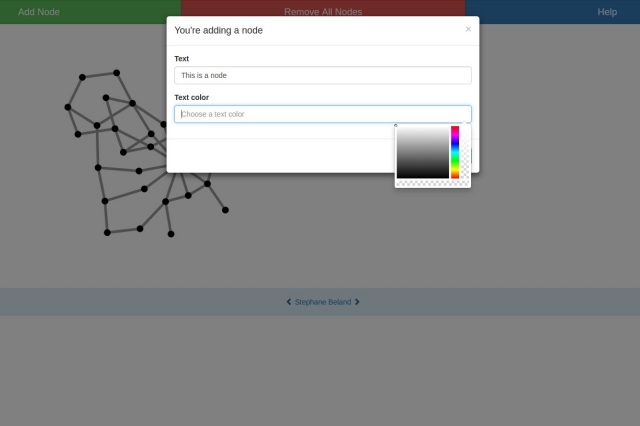 Add Node
Remove All Nodes
Help
You're adding a node
×
Text
This is a node
Text color
Choose a text color
Stephane Beland